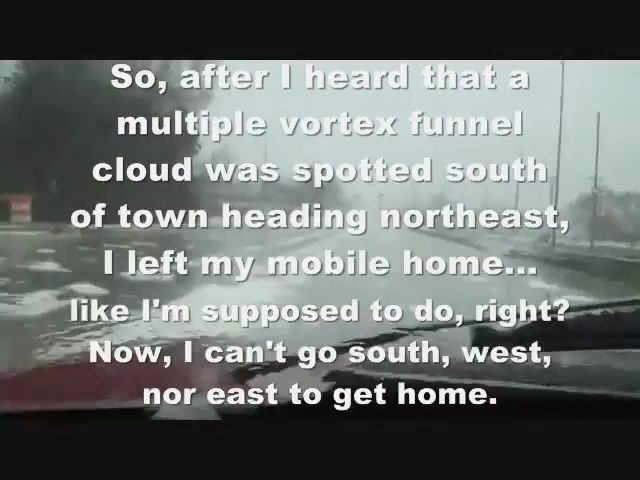 So, after I heard that a
multiple vortex funnel
cloud was spotted south
of town heading northeast,
I left my mobile home...
like I'm supposed to do, right?
Now, I can't go south, west,
nor east to get home.